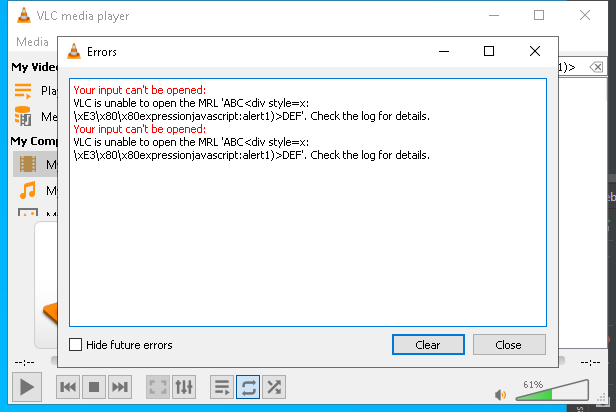 VLC media player
Media
Errors
My Video
Pla
Me
My Comp
My
My
1)>
Your input can't be opened:
VLC is unable to open the MRL 'ABC<div style=x:
\xE3\x80\x80expressionjavascript:alert1)>DEF'. Check the log for details.
Your input can't be opened:
VLC is unable to open the MRL 'ABC<div style=x:
\xE3\x80\x80expressionjavascript:alert1)>DEF'. Check the log for details.
Hide future errors
Clear
Close
--:--
--:--
61%